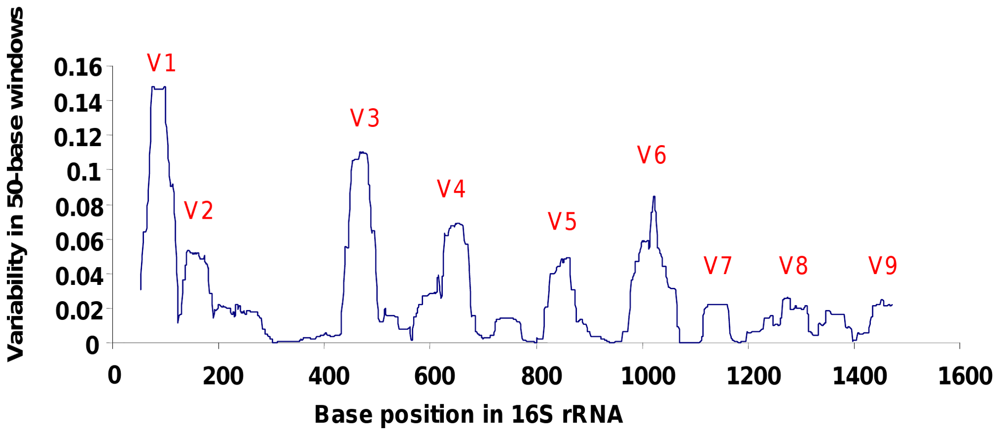 Variability in 50-base windows
V1
0.16
0.14
V3
0.12
V6
0.1
V4
V2
0.08
V5
0.06
V7
V8
V9
0.04
0.02
0
0
200
400
600
800
1000
1200
1400
1600
Base position in 16S rRNA